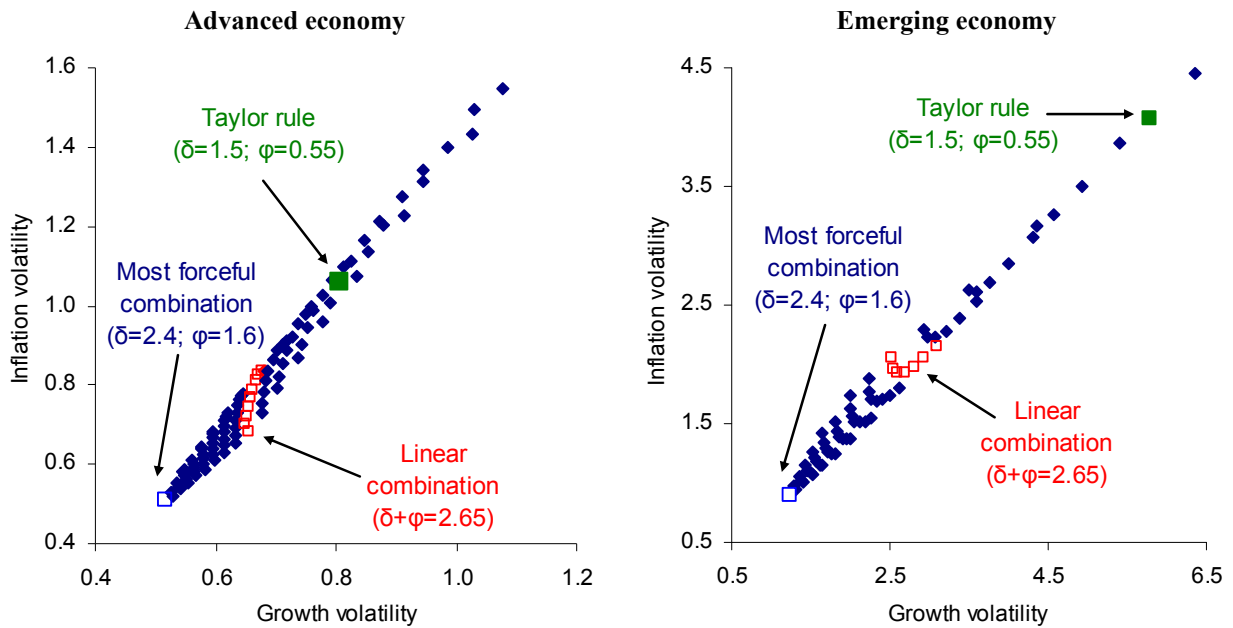 Advanced economy
Inflation volatility
1.6
1.4
1.2
1.0
0.8
0.6
0.4
Taylor rule
(δ=1.5; φ=0.55)
Most forceful
combination
(δ=2.4; φ=1.6)
Linear
combination
(δ+φ=2.65)
0.4 0.6 0.8 1.0 1.2
Growth volatility
Emerging economy
Inflation volatility
4.5
3.5
2.5
1.5
0.5
Taylor rule
(δ=1.5; φ=0.55)
Most forceful
combination
(δ=2.4; φ=1.6)
Linear
combination
(δ+φ=2.65)
0.5 2.5 4.5 6.5
Growth volatility